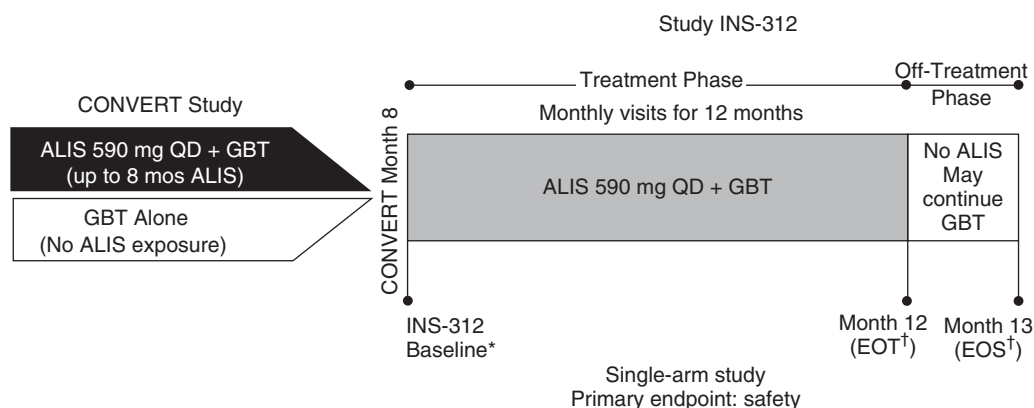 Study INS-312
Treatment Phase
Off-Treatment
Phase
CONVERT Study
Monthly visits for 12 months
ALIS 590 mg QD + GBT
(up to 8 mos ALIS)
GBT Alone
(No ALIS exposure)
CONVERT Month 8
ALIS 590 mg QD + GBT
No ALIS
May
continue
GBT
INS-312
Baseline*
Month 12
(EOT†)
Month 13
(EOS†)
Single-arm study
Primary endpoint: safety